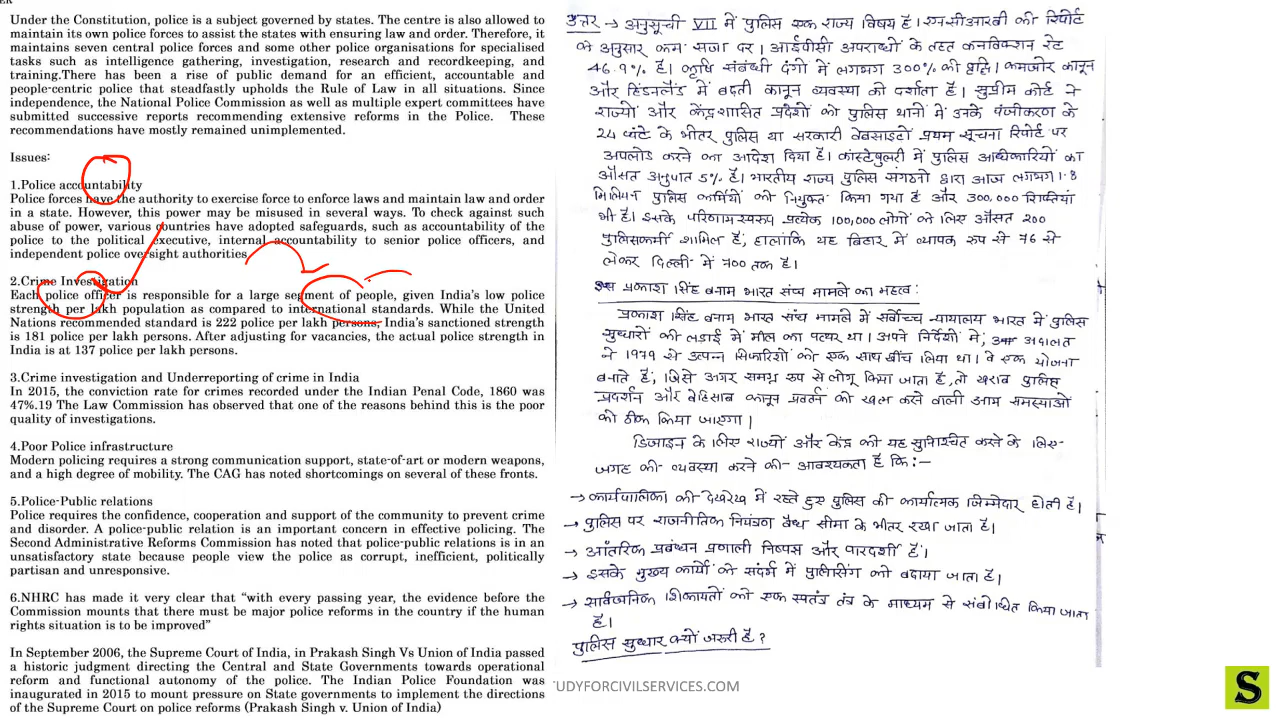 Under the Constitution, police is a subject governed by states. The centre is also allowed to
maintain its own police forces to assist the states with ensuring law and order. Therefore, it
maintains seven central police forces and some other police organisations for specialised
tasks such as intelligence gathering, investigation, research and recordkeeping, and
training.There has been a rise of public demand for an efficient, accountable and
people-centric police that steadfastly upholds the Rule of Law in all situations. Since
independence, the National Police Commission as well as multiple expert committees have
submitted successive reports recommending extensive reforms in the Police. These
recommendations have mostly remained unimplemented.
Issues:
1.Police accountability
Police forces have the authority to exercise force to enforce laws and maintain law and order
in a state. However, this power may be misused in several ways. To check against such
abuse of power, various countries have adopted safeguards, such as accountability of the
police to the political executive, internal accountability to senior police officers, and
independent police oversight authorities.
2.Crime Investigation
Each police officer is responsible for a large segment of people, given India's low police
strength per lakh population as compared to international standards. While the United
Nations recommended standard is 222 police per lakh persons, India's sanctioned strength
is 181 police per lakh persons. After adjusting for vacancies, the actual police strength in
India is at 137 police per lakh persons.
3.Crime investigation and Underreporting of crime in India
In 2015, the conviction rate for crimes recorded under the Indian Penal Code, 1860 was
47%.19 The Law Commission has observed that one of the reasons behind this is the poor
quality of investigations.
4.Poor Police infrastructure
Modern policing requires a strong communication support, state-of-art or modern weapons,
and a high degree of mobility. The CAG has noted shortcomings on several of these fronts.
5.Police-Public relations
Police requires the confidence, cooperation and support of the community to prevent crime
and disorder. A police-public relation is an important concern in effective policing. The
Second Administrative Reforms Commission has noted that police-public relations is in an
unsatisfactory state because people view the police as corrupt, inefficient, politically
partisan and unresponsive.
6.NHRC has made it very clear that “with every passing year, the evidence before the
Commission mounts that there must be major police reforms in the country if the human
rights situation is to be improved”
In September 2006, the Supreme Court of India, in Prakash Singh Vs Union of India passed
a historic judgment directing the Central and State Governments towards operational
reform and functional autonomy of the police. The Indian Police Foundation was
inaugurated in 2015 to mount pressure on State governments to implement the directions
of the Supreme Court on police reforms (Prakash Singh v. Union of India)
उत्तर → अनुसूची VII में पुलिस एक राज्य विषय है। एनसीआरबी की रिपोर्ट
के अनुसार कम सजा दर। आईपीसी अपराधों के तहत कनविक्शन रेट
46.9% है। कृषि संबंधी दंगो में लगभग 300% की वृद्धि। कमजोर कानून
और हिंडनलैंड में बढ़ती कानून व्यवस्था को दर्शाता है। सुप्रीम कोर्ट ने
राज्यों और केंद्रशासित प्रदेशों को पुलिस थानों में उनके पंजीकरण के
24 घंटे के भीतर पुलिस या सरकारी वेबसाइटो प्रथम सूचना रिपोर्ट पर
अपलोड करने का आदेश दिया है। कांस्टेपुलरी में पुलिस अधिकारियों का
औसत अनुपात 5% है। भारतीय राज्य पुलिस संगठनो द्वारा आज लगभग 1.8
मिलियन पुलिस कर्मियों को नियुक्त किया गया है और 300,000 रिक्तियां
भी है। इसके परिणामस्वरुप प्रत्येक 100,000 लोगों के लिए औसत 200
पुलिसकर्मी शामिल है, हालांकि यह बिहार में व्यापक रुप से 76 से
लेकर दिल्ली में 700 तक है।
प्रकाश सिंह बनाम भारत संघ मामले का महत्व:
प्रकाश सिंह बनाम भारत संघ मामले में सर्वोच्च न्यायालय भारत में पुलिस
सुधारों की लड़ाई में मील का पत्थर था। अपने निर्देशों में, अदालत
ने 1979 से उत्पन्न सिफारिशों को एक साथ खींच लिया था। वे एक योजना
बनाते हैं, जिसे अगर समग्र रुप से लागू किया जाता है, तो खराब पुलिस
प्रदर्शन और बेहिसाब कानून प्रवर्तन को खत्म करने वाली आम समस्याओं
को ठीक किया जाएगा।
डिजाइन के लिए राज्यों और केंद्र को यह सुनिश्चित करने के लिए-
जगह की व्यवस्था करने की आवश्यकता है कि:-
→ कार्यपालिका की देखरेख में रहते हुए पुलिस की कार्यात्मक जिम्मेदार होती है।
→ पुलिस पर राजनीतिक नियंत्रण वैध सीमा के भीतर रखा जाता है।
→ आंतरिक प्रबंधन प्रणाली निष्पक्ष और पारदर्शी है।
→ इसके मुख्य कार्यो के संदर्भ में पुलिसिंग को बढ़ाया जाता है।
→ सार्वजनिक शिकायतों को एक स्वतंत्र तंत्र के माध्यम से संबोधित किया जाता
है।
पुलिस सुधार क्यों जरुरी है?
UDYFORCIVILSERVICES.COM
S